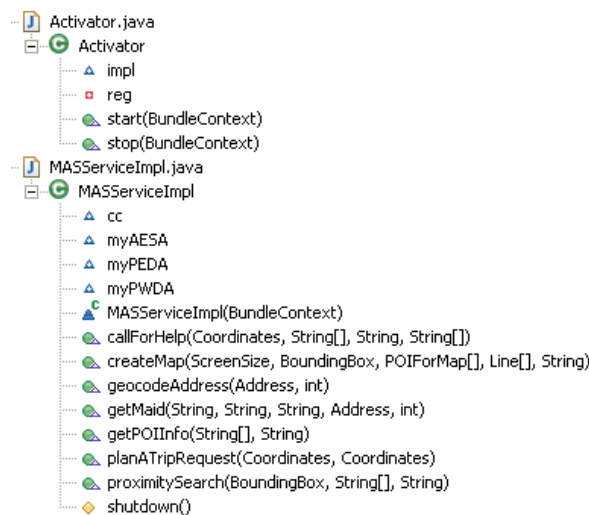 Activator.java
Activator
impl
reg
start(BundleContext)
stop(BundleContext)
MASServiceImpl.java
MASServiceImpl
cc
myAESA
myPEDA
myPWDA
MASServiceImpl(BundleContext)
callForHelp(Coordinates, String[], String, String[])
createMap(ScreenSize, BoundingBox, POIForMap[], Line[], String)
geocodeAddress(Address, int)
getMaid(String, String, String, Address, int)
getPOIInfo(String[], String)
planATripRequest(Coordinates, Coordinates)
proximitySearch(BoundingBox, String[], String)
shutdown()